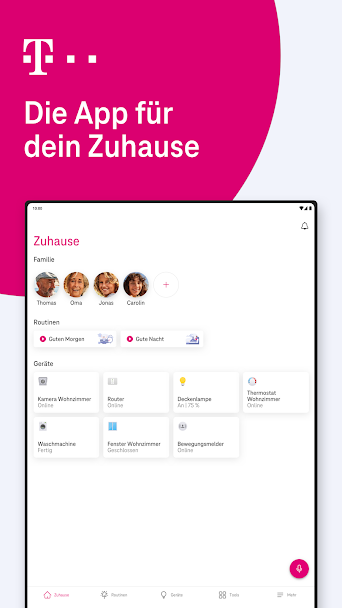 T
Die App für
dein Zuhause
19:00
Zuhause
Familie
Thomas Oma Jonas Carolin
Routinen
Guten Morgen Gute Nacht
Geräte
Kamera Wohnzimmer
Online
Router
Online
Deckenlampe
An | 75 %
Thermostat
Wohnzimmer
Online
Waschmachine
Fertig
Fenster Wohnzimmer
Geschlossen
Bewegungsmelder
Online
Zuhause Routinen Geräte Tools Mehr